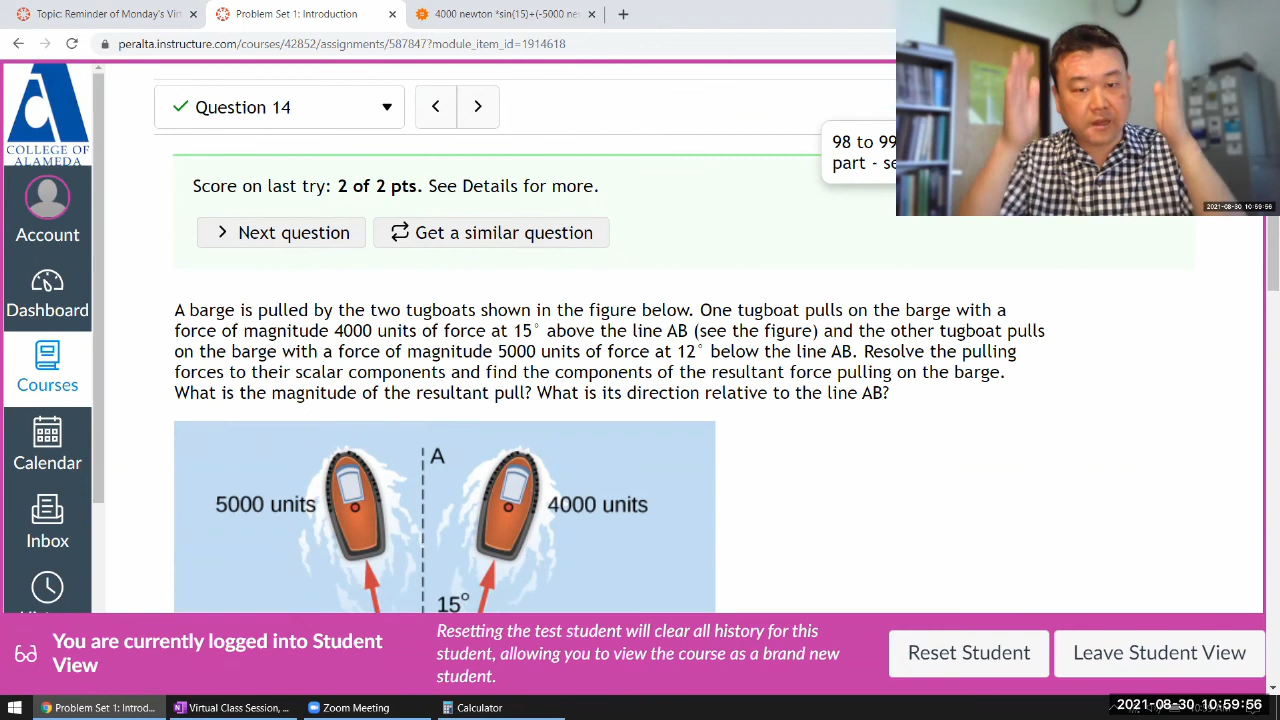 Topic: Reminder of Monday's Vir
Problem Set 1: Introduction
4000 newton *sin(15)+(-5000 ne
peralta.instructure.com/courses/42852/assignments/587847?module_item_id=1914618
COLLEGE OF
ALAMEDA
Account
Dashboard
Courses
Calendar
Inbox
Question 14
98 to 99
part - se
2021-08-30 10:59:56
Score on last try: 2 of 2 pts. See Details for more.
Next question
Get a similar question
A barge is pulled by the two tugboats shown in the figure below. One tugboat pulls on the barge with a
force of magnitude 4000 units of force at 15° above the line AB (see the figure) and the other tugboat pulls
on the barge with a force of magnitude 5000 units of force at 12° below the line AB. Resolve the pulling
forces to their scalar components and find the components of the resultant force pulling on the barge.
What is the magnitude of the resultant pull? What is its direction relative to the line AB?
A
5000 units
4000 units
15°
You are currently logged into Student
View
Resetting the test student will clear all history for this
student, allowing you to view the course as a brand new
student.
Reset Student
Leave Student View
Problem Set 1: Introd...
Virtual Class Session, ...
Zoom Meeting
Calculator
2021-08-30 10:59:56